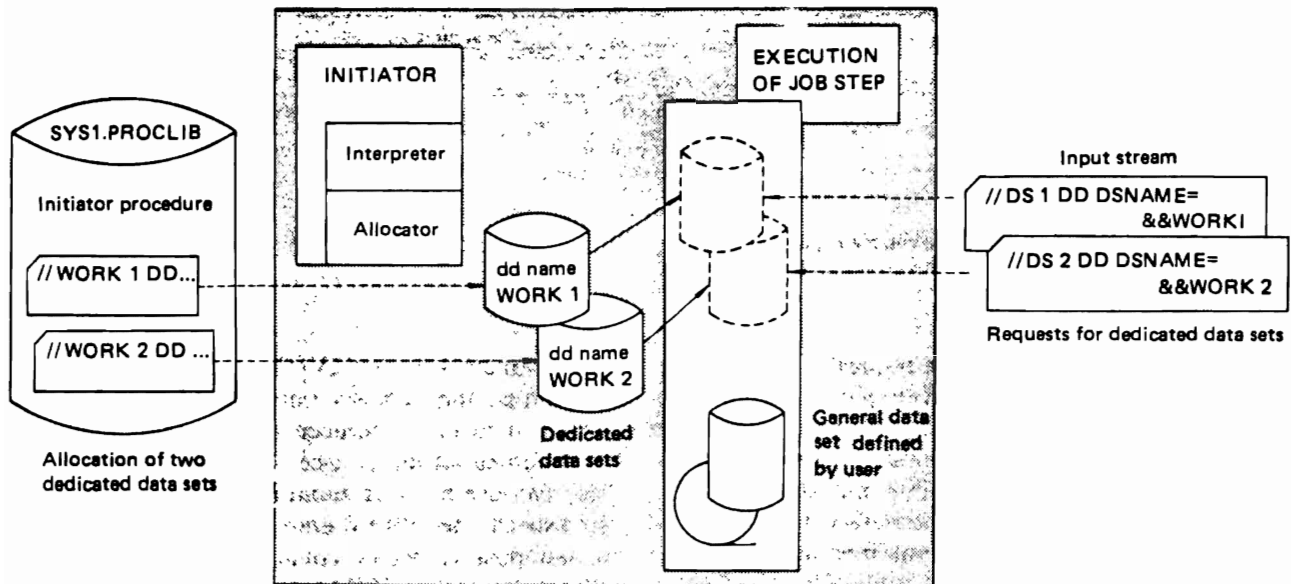 SYS1.PROCLIB
Initiator procedure
// WORK 1 DD...
// WORK 2 DD ...
Allocation of two
dedicated data sets
INITIATOR
Interpreter
Allocator
dd name
WORK 1
dd name
WORK 2
Dedicated
data sets
EXECUTION
OF JOB STEP
General data
set defined
by user
Input stream
//DS 1 DD DSNAME=
&&WORKI
//DS 2 DD DSNAME=
&&WORK 2
Requests for dedicated data sets